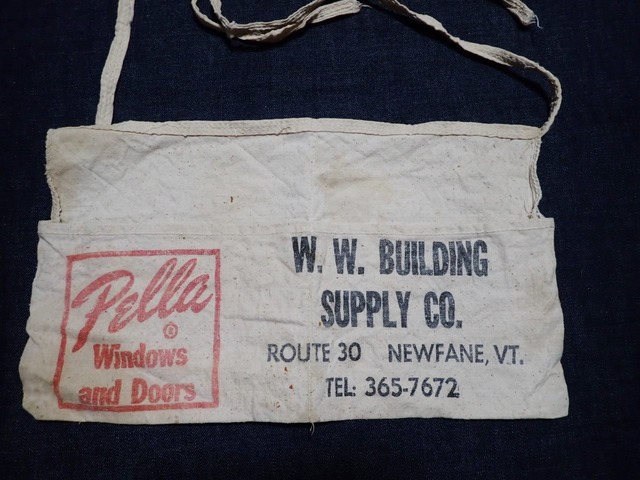 Pella
®
Windows
and Doors
W. W. BUILDING
SUPPLY CO.
ROUTE 30 NEWFANE, VT.
TEL: 365-7672